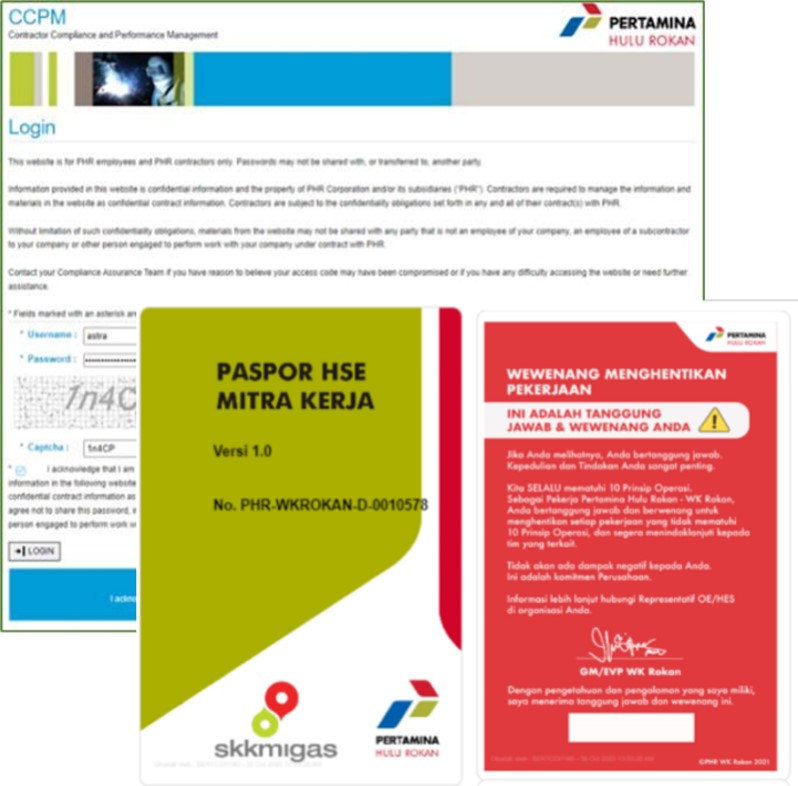 CCPM
Contractor Compliance and Performance Management
PERTAMINA
HULU ROKAN
Login
This website is for PHR employees and PHR contractors only. Passwords may not be shared with, or transferred to, another party.
Information provided in this website is confidential information and the property of PHR Corporation and/or its subsidiaries ("PHR"). Contractors are required to manage the information and
materials in the website as confidential contract information. Contractors are subject to the confidentiality obligations set forth in any and all of their contract(s) with PHR.
Without limitation of such confidentiality obligations, materials from the website may not be shared with any party that is not an employee of your company, an employee of a subcontractor
to your company or other person engaged to perform work with your company under contract with PHR.
Contact your Compliance Assurance Team if you have reason to believe your access code may have been compromised or if you have any difficulty accessing the website or need further
assistance.
* Fields marked with an asterisk ar
* Username : astra
* Password :
1n4C
* Captcha : 1n4CP
* I acknowledge that I am
information in the following website
confidential contract information as
agree not to share this password, i
person engaged to perform work w
LOGIN
I ackno
PASPOR HSE
MITRA KERJA
Versi 1.0
No. PHR-WKROKAN-D-0010578
skkmigas
PERTAMINA
HULU ROKAN
PERTAMINA
HULU ROKAN
WEWENANG MENGHENTIKAN
PEKERJAAN
INI ADALAH TANGGUNG
JAWAB & WEWENANG ANDA
Jika Anda melihatnya, Anda bertanggung jawab.
Kepedulian dan Tindakan Anda sangat penting.
Kita SELALU mematuhi 10 Prinsip Operasi.
Sebagai Pekerja Pertamina Hulu Rokan - WK Rokan,
Anda bertanggung jawab dan berwenang untuk
menghentikan setiap pekerjaan yang tidak mematuhi
10 Prinsip Operasi, dan segera menindaklanjuti kepada
tim yang terkait.
Tidak akan ada dampak negatif kepada Anda.
Ini adalah komitmen Perusahaan.
Informasi lebih lanjut hubungi Representatif OE/HES
di organisasi Anda.
GM/EVP WK Rokan
Dengan pengetahuan dan pengalaman yang saya miliki,
saya menerima tanggung jawab dan wewenang ini.
©PHR WK Rokan 2021